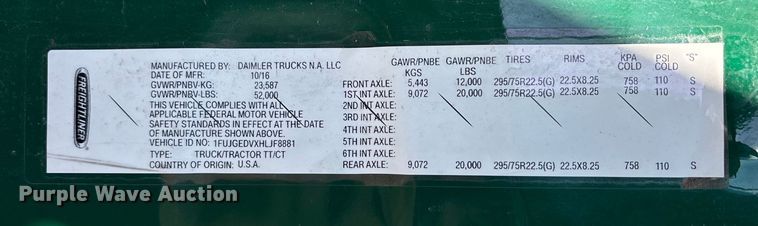 FREIGHTLINER
MANUFACTURED BY: DAIMLER TRUCKS N.A. LLC
DATE OF MFR: 10/16
GVWR/PNBV-KG: 23,587
GVWR/PNBV-LBS: 52,000
THIS VEHICLE COMPLIES WITH ALL
APPLICABLE FEDERAL MOTOR VEHICLE
SAFETY STANDARDS IN EFFECT AT THE DATE
OF MANUFACTURE SHOWN ABOVE.
VEHICLE ID NO: 1FUJGEDVXHLJF8881
TYPE: TRUCK/TRACTOR TT/CT
COUNTRY OF ORIGIN: U.S.A.
GAWR/PNBE GAWR/PNBE TIRES RIMS KPA PSI "S"
KGS LBS COLD COLD
FRONT AXLE: 5,443 12,000 295/75R22.5(G) 22.5X8.25 758 110 S
1ST INT AXLE: 9,072 20,000 295/75R22.5(G) 22.5X8.25 758 110 S
2ND INT AXLE:
3RD INT AXLE:
4TH INT AXLE:
5TH INT AXLE:
6TH INT AXLE:
REAR AXLE: 9,072 20,000 295/75R22.5(G) 22.5X8.25 758 110 S
Purple Wave Auction